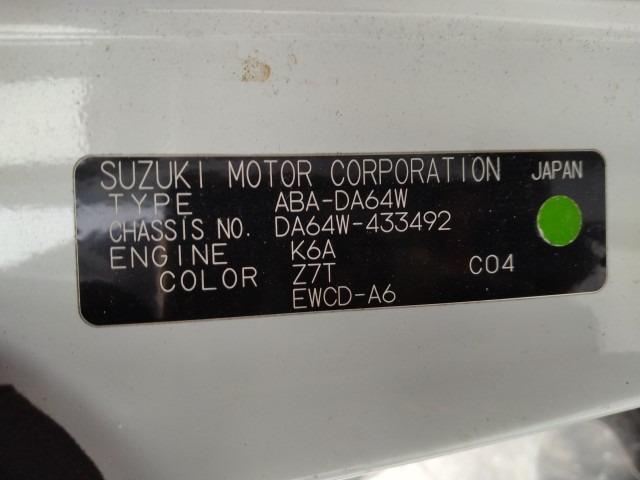 SUZUKI MOTOR CORPORATION JAPAN
TYPE ABA-DA64W
CHASSIS NO. DA64W-433492
ENGINE K6A
COLOR Z7T C04
EWCD-A6